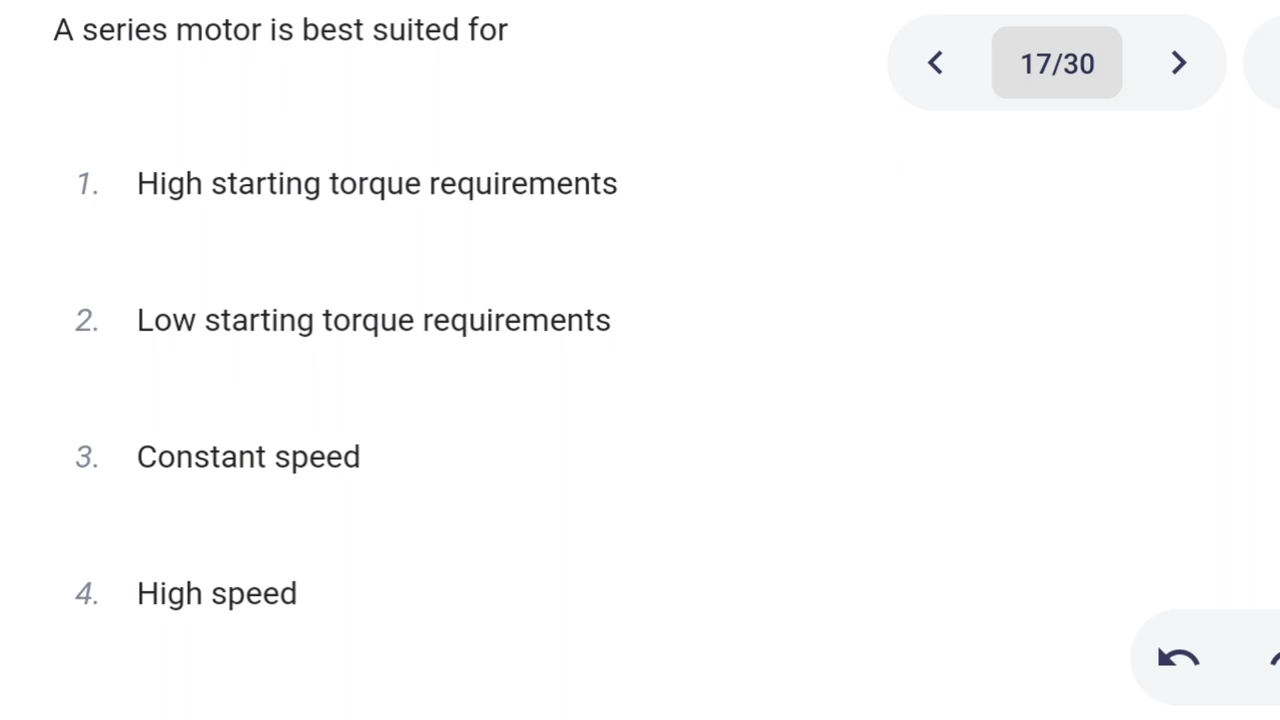 A series motor is best suited for
17/30
1. High starting torque requirements
2. Low starting torque requirements
3. Constant speed
4. High speed